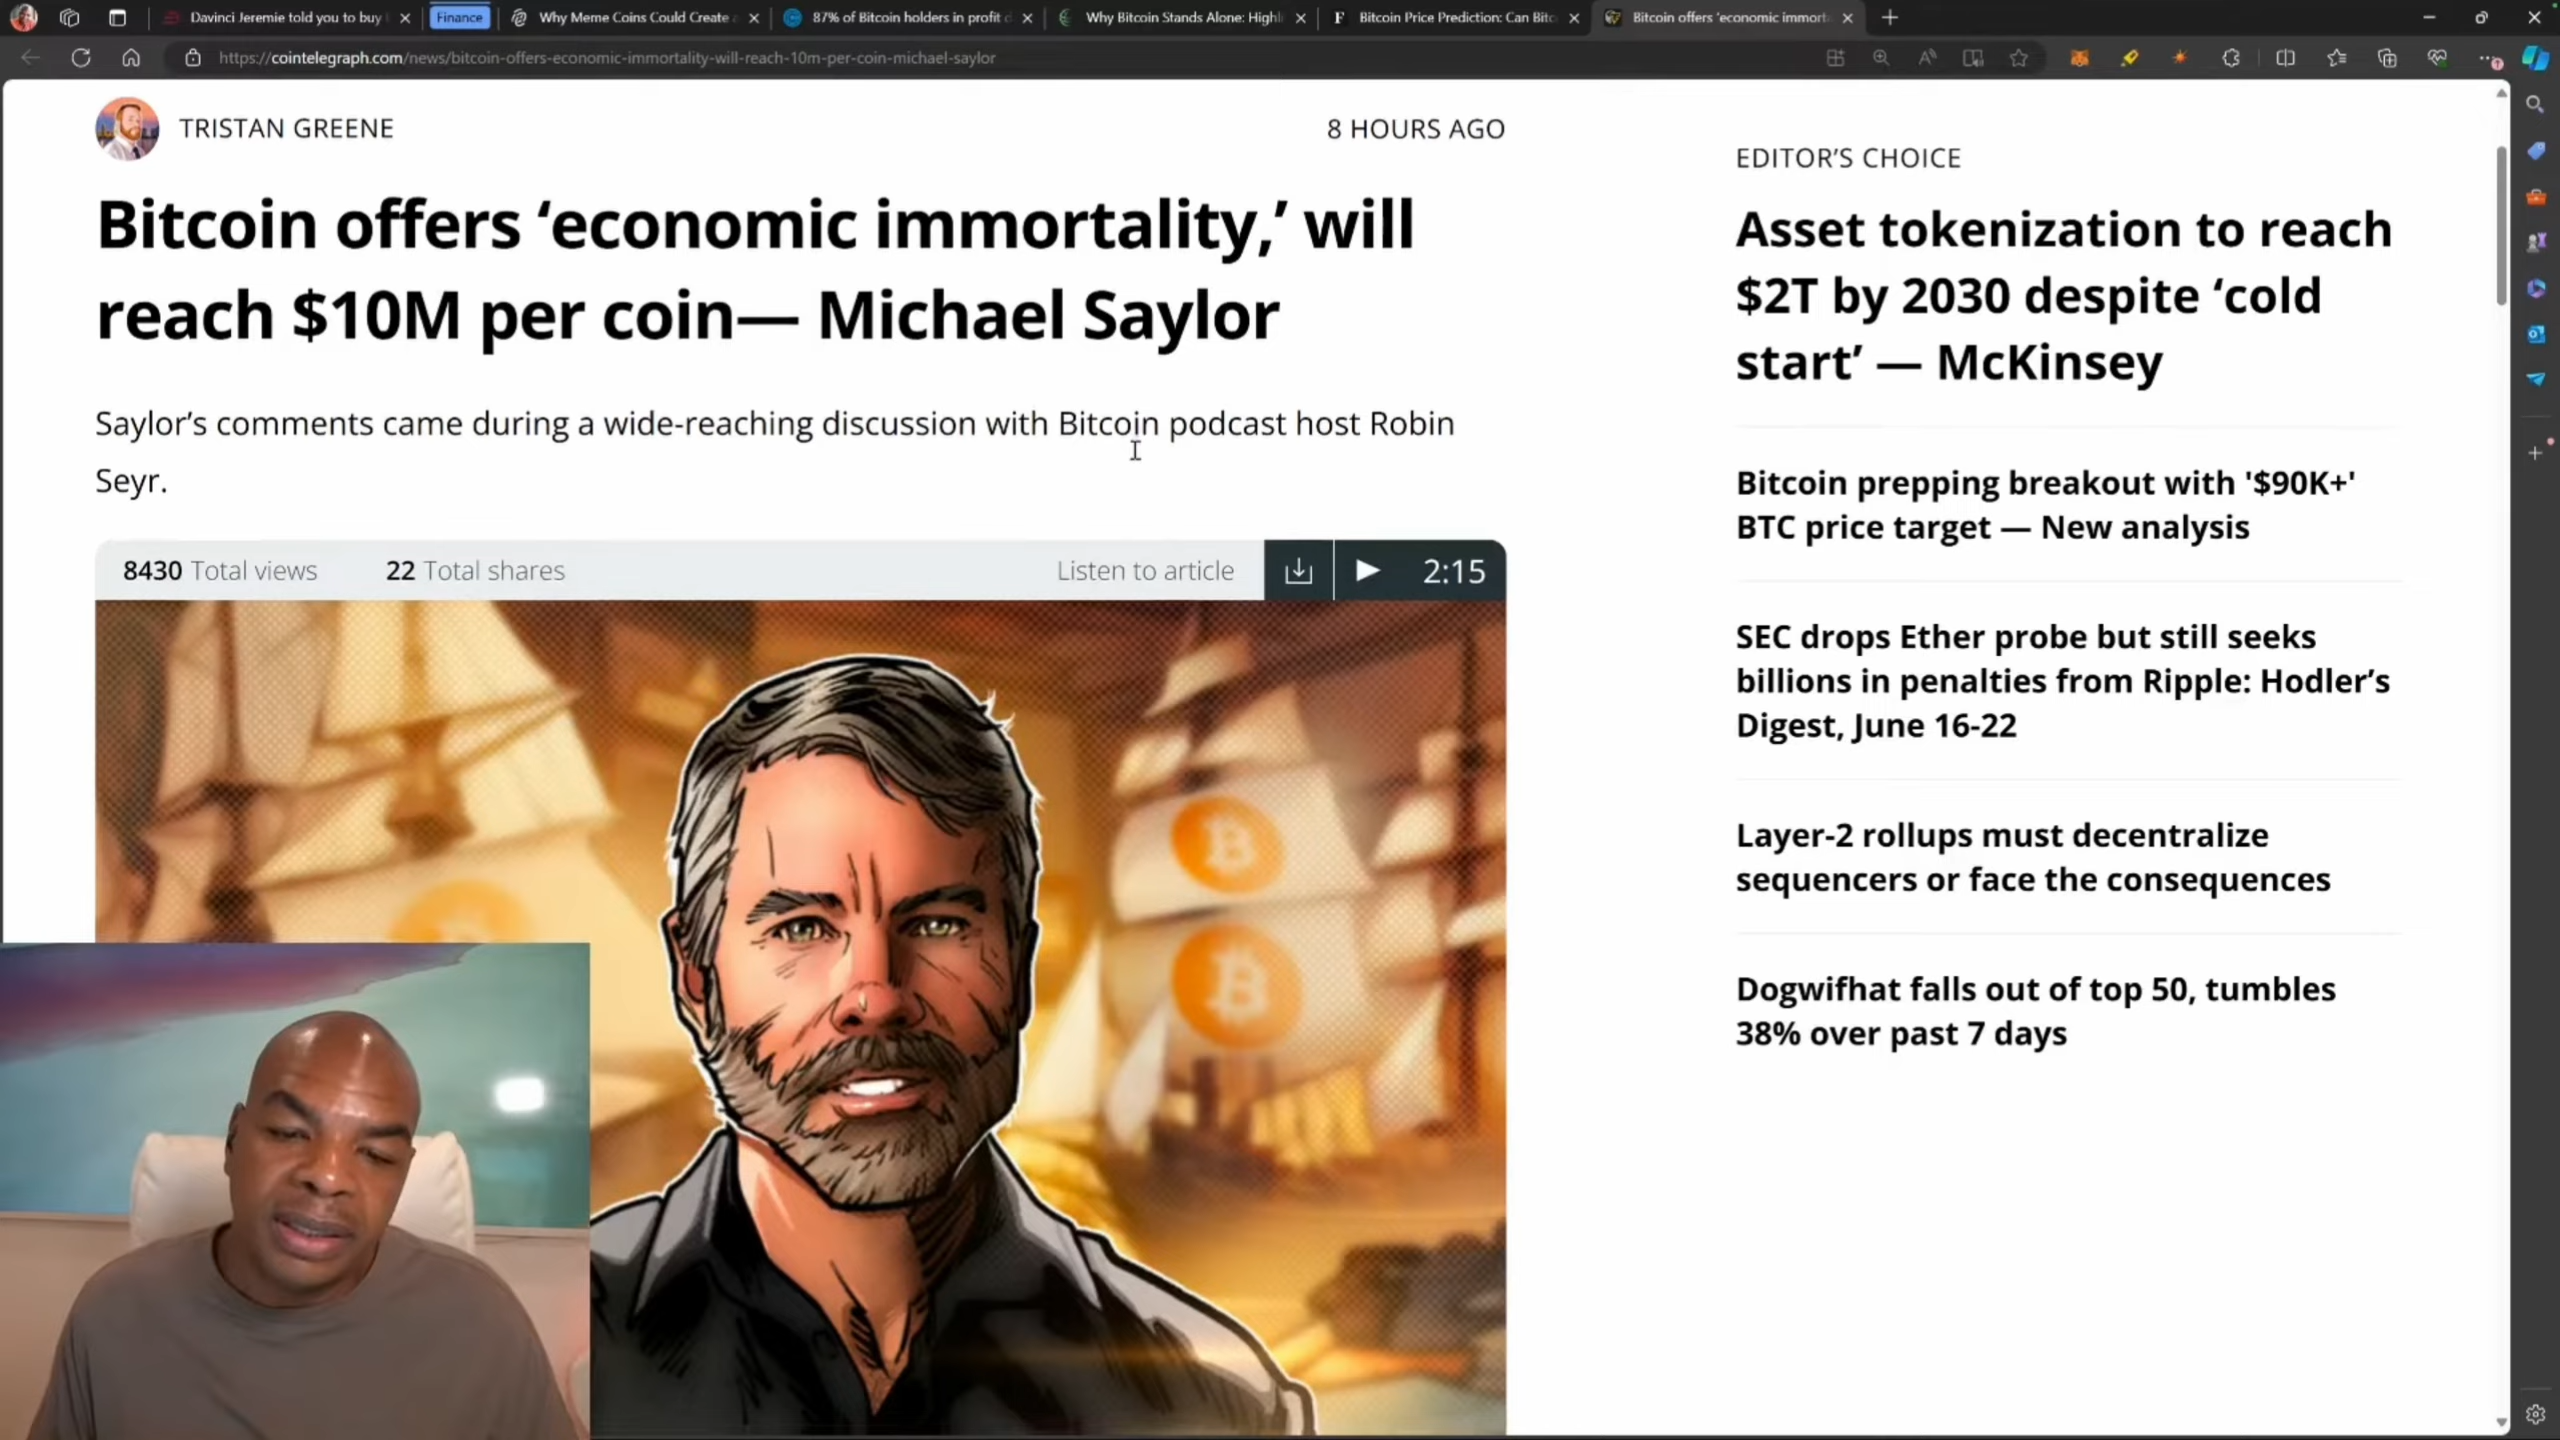 Davinci Jeremie told you to buy
Finance
Why Meme Coins Could Create
87% of Bitcoin holders in profit
Why Bitcoin Stands Alone: Highl
Bitcoin Price Prediction: Can Bitc
Bitcoin offers 'economic immort
https://cointelegraph.com/news/bitcoin-offers-economic-immortality-will-reach-10m-per-coin-michael-saylor
TRISTAN GREENE
8 HOURS AGO
Bitcoin offers ‘economic immortality,’ will
reach $10M per coin— Michael Saylor
Saylor’s comments came during a wide-reaching discussion with Bitcoin podcast host Robin
Seyr.
8430 Total views
22 Total shares
Listen to article
2:15
EDITOR’S CHOICE
Asset tokenization to reach
$2T by 2030 despite ‘cold
start’ — McKinsey
Bitcoin prepping breakout with '$90K+'
BTC price target — New analysis
SEC drops Ether probe but still seeks
billions in penalties from Ripple: Hodler’s
Digest, June 16-22
Layer-2 rollups must decentralize
sequencers or face the consequences
Dogwifhat falls out of top 50, tumbles
38% over past 7 days